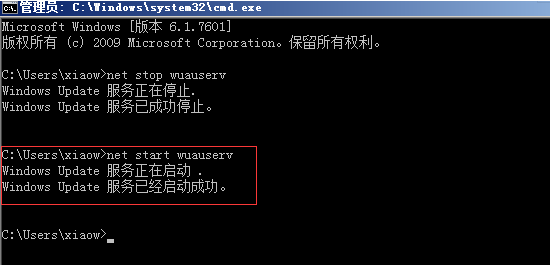 管理员: C:\Windows\system32\cmd.exe
Microsoft Windows [版本 6.1.7601]
版权所有 (c) 2009 Microsoft Corporation。保留所有权利。
C:\Users\xiaow>net stop wuauserv
Windows Update 服务正在停止.
Windows Update 服务已成功停止。
C:\Users\xiaow>net start wuauserv
Windows Update 服务正在启动 .
Windows Update 服务已经启动成功。
C:\Users\xiaow>_